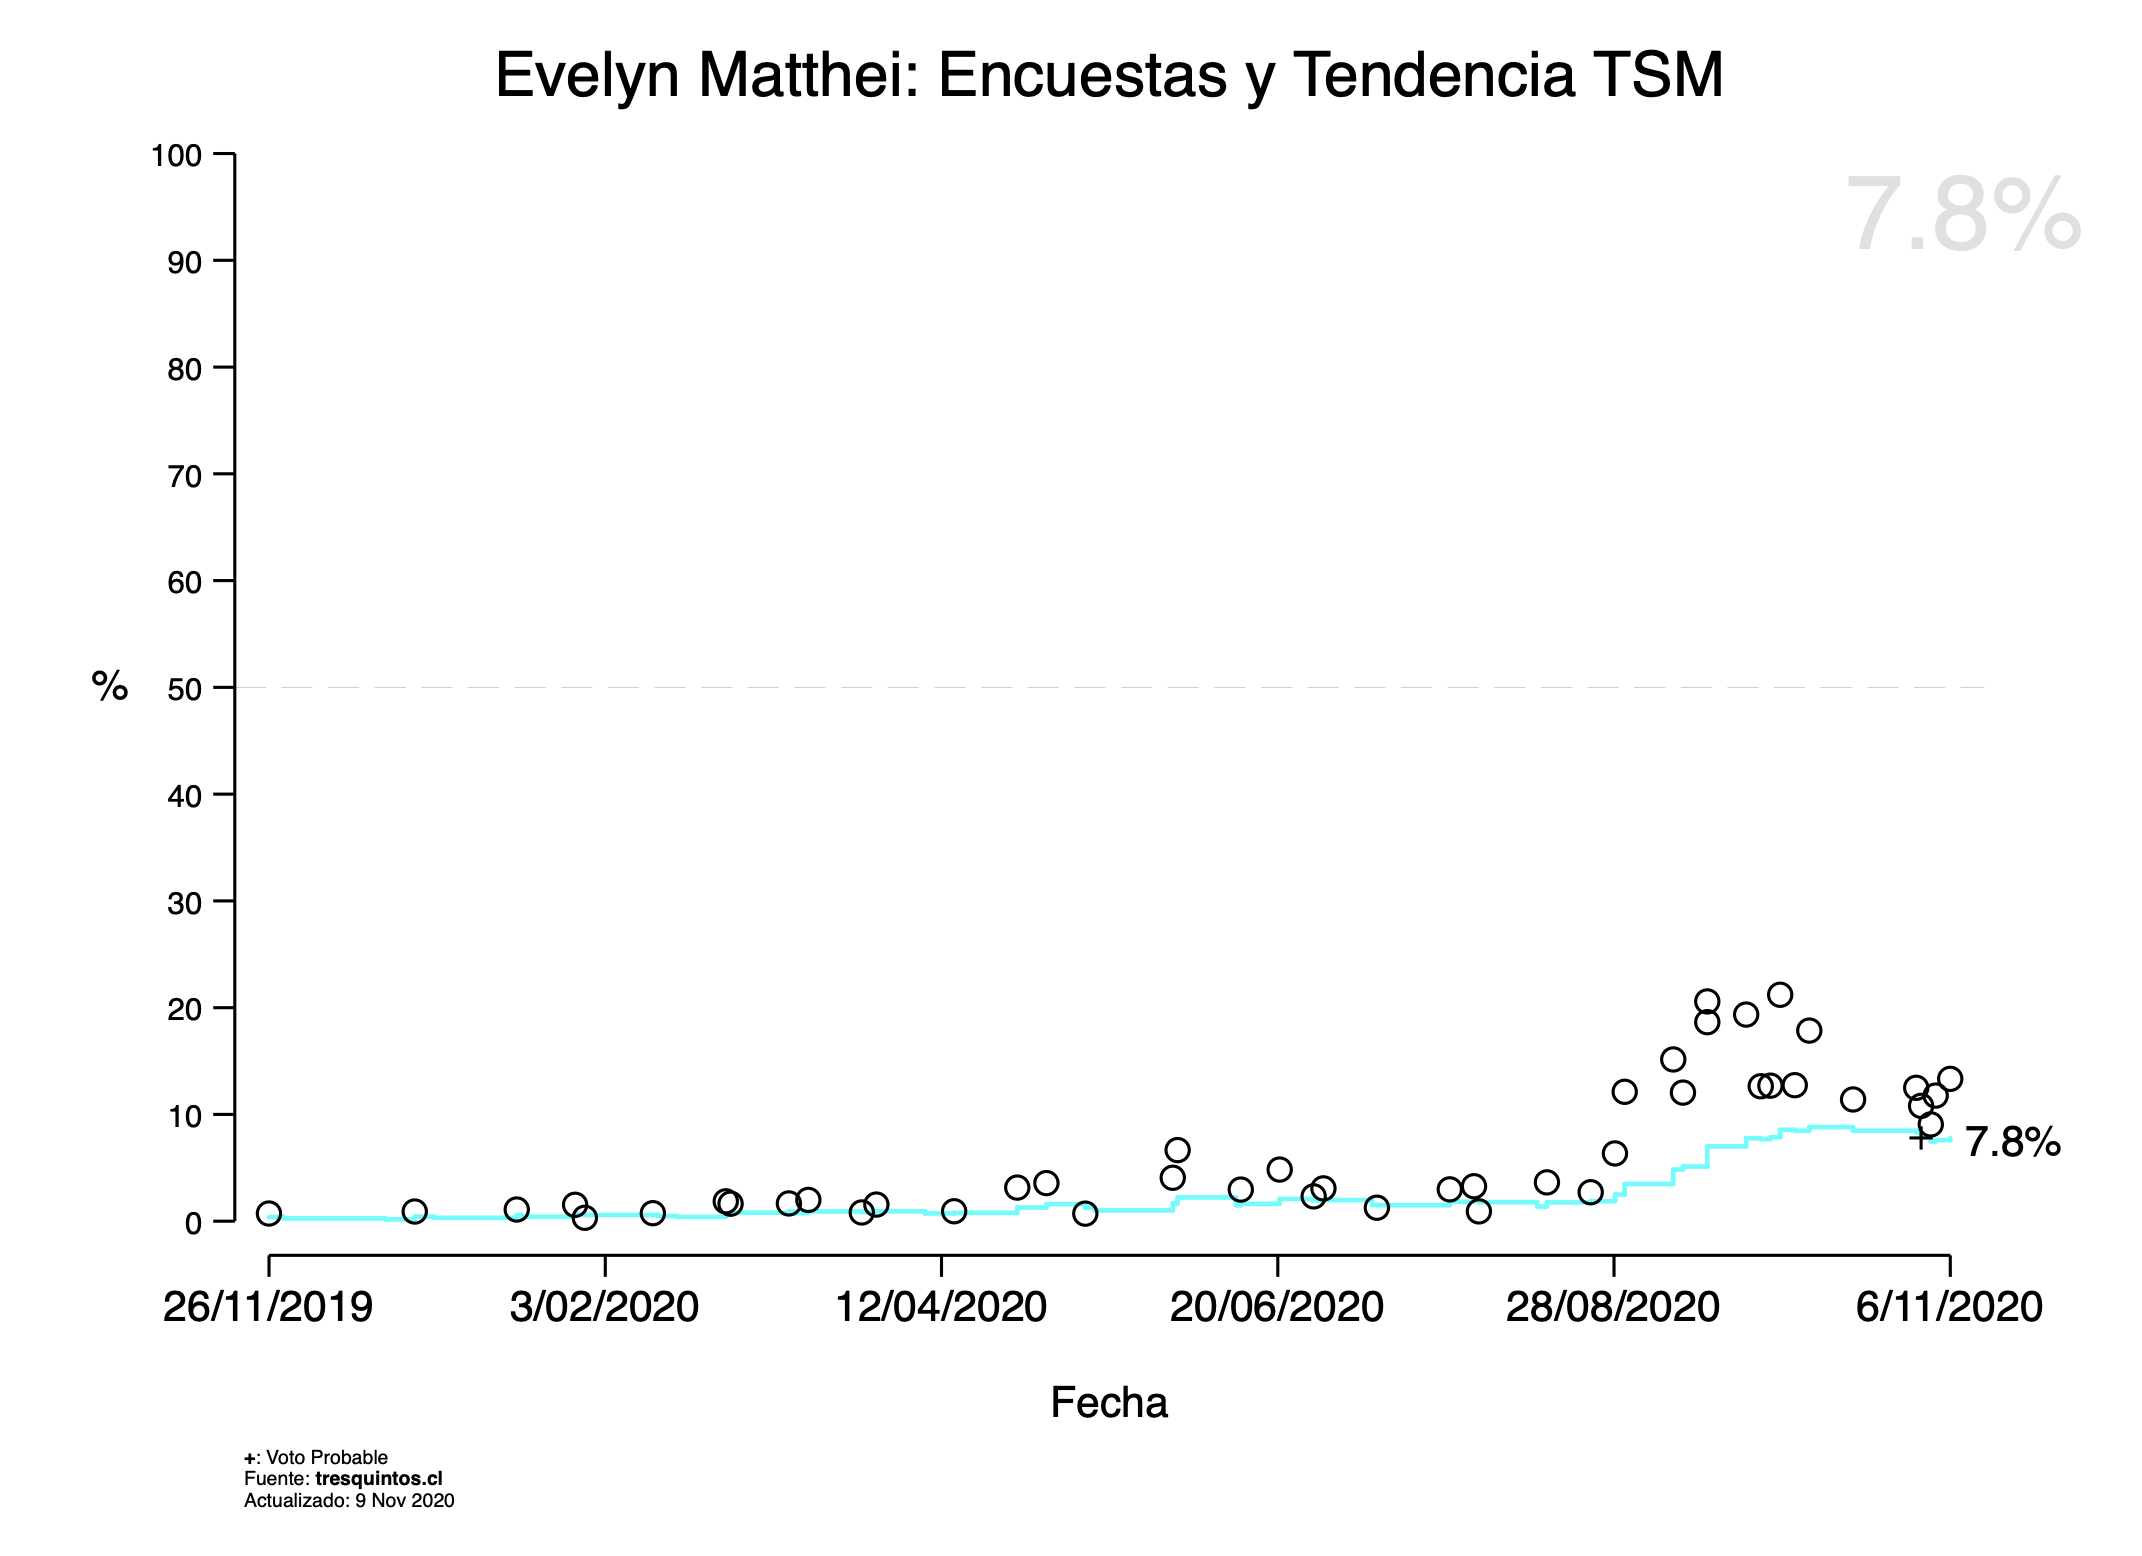 Evelyn Matthei: Encuestas y Tendencia TSM
7.8%
100
90
80
70
60
% 50
40
30
20
10
0
7.8%
26/11/2019 3/02/2020 12/04/2020 20/06/2020 28/08/2020 6/11/2020
Fecha
+: Voto Probable
Fuente: tresquintos.cl
Actualizado: 9 Nov 2020